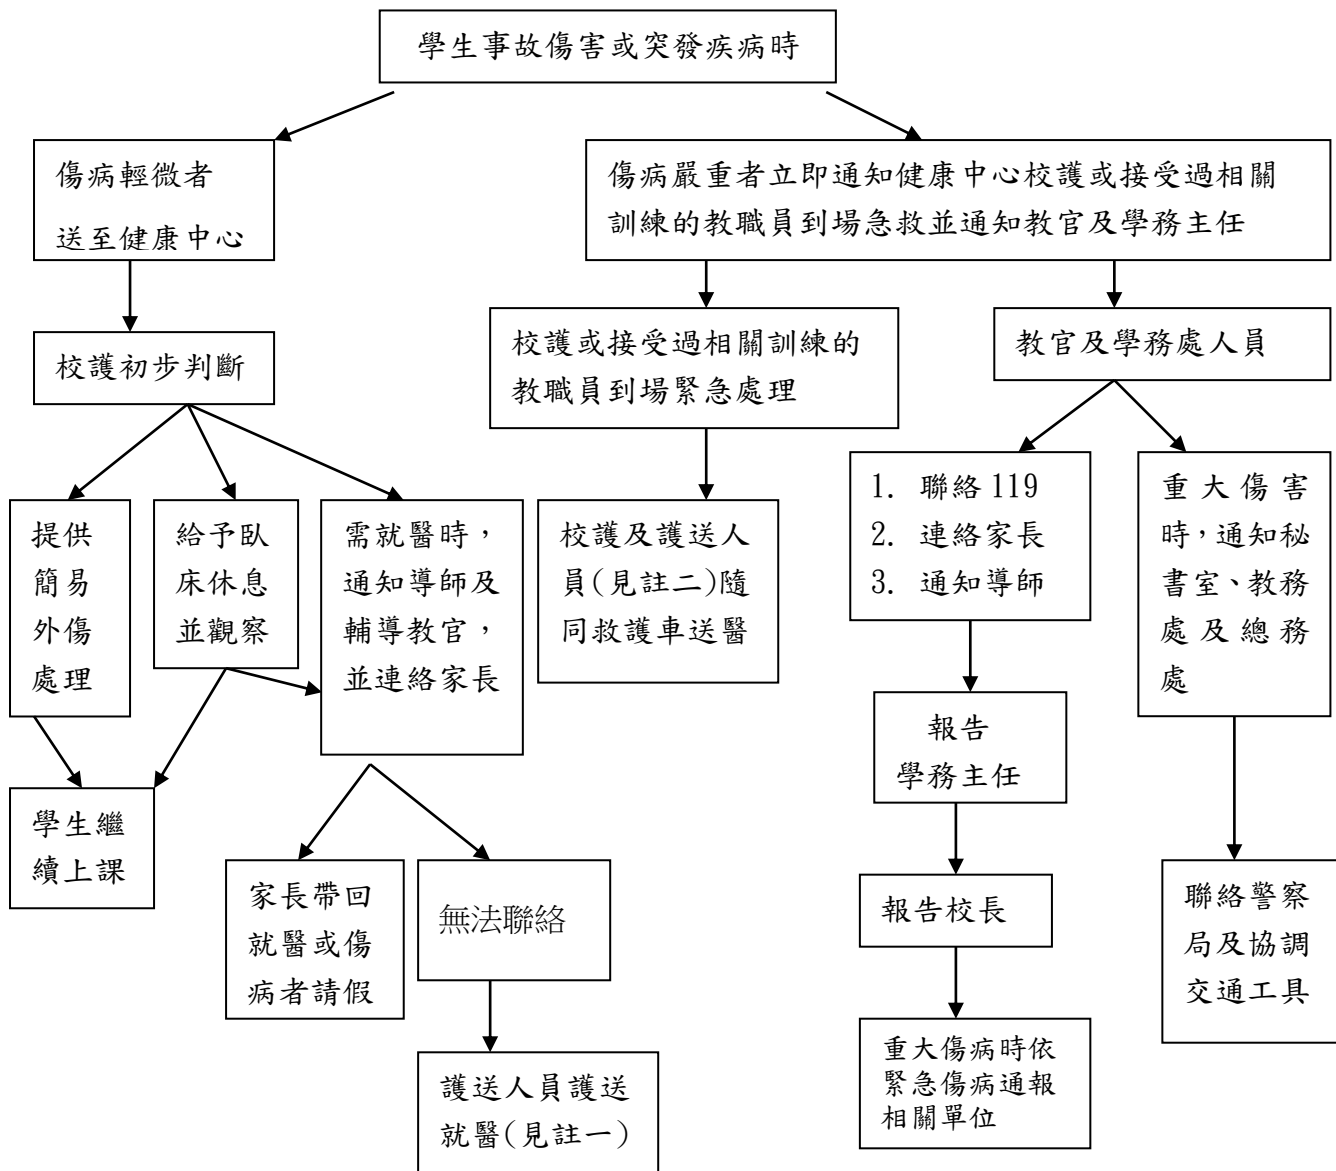 學生事故傷害或突發疾病時
傷病輕微者
送至健康中心
傷病嚴重者立即通知健康中心校護或接受過相關
訓練的教職員到場急救並通知教官及學務主任
校護初步判斷
校護或接受過相關訓練的
教職員到場緊急處理
教官及學務處人員
提供
簡易
外傷
處理
給予臥
床休息
並觀察
需就醫時，
通知導師及
輔導教官，
並連絡家長
校護及護送人
員(見註二)隨
同救護車送醫
1. 聯絡119
2. 連絡家長
3. 通知導師
重大傷害
時，通知秘
書室、教務
處及總務
處
報告
學務主任
學生繼
續上課
家長帶回
就醫或傷
病者請假
無法聯絡
報告校長
聯絡警察
局及協調
交通工具
護送人員護送
就醫(見註一)
重大傷病時依
緊急傷病通報
相關單位